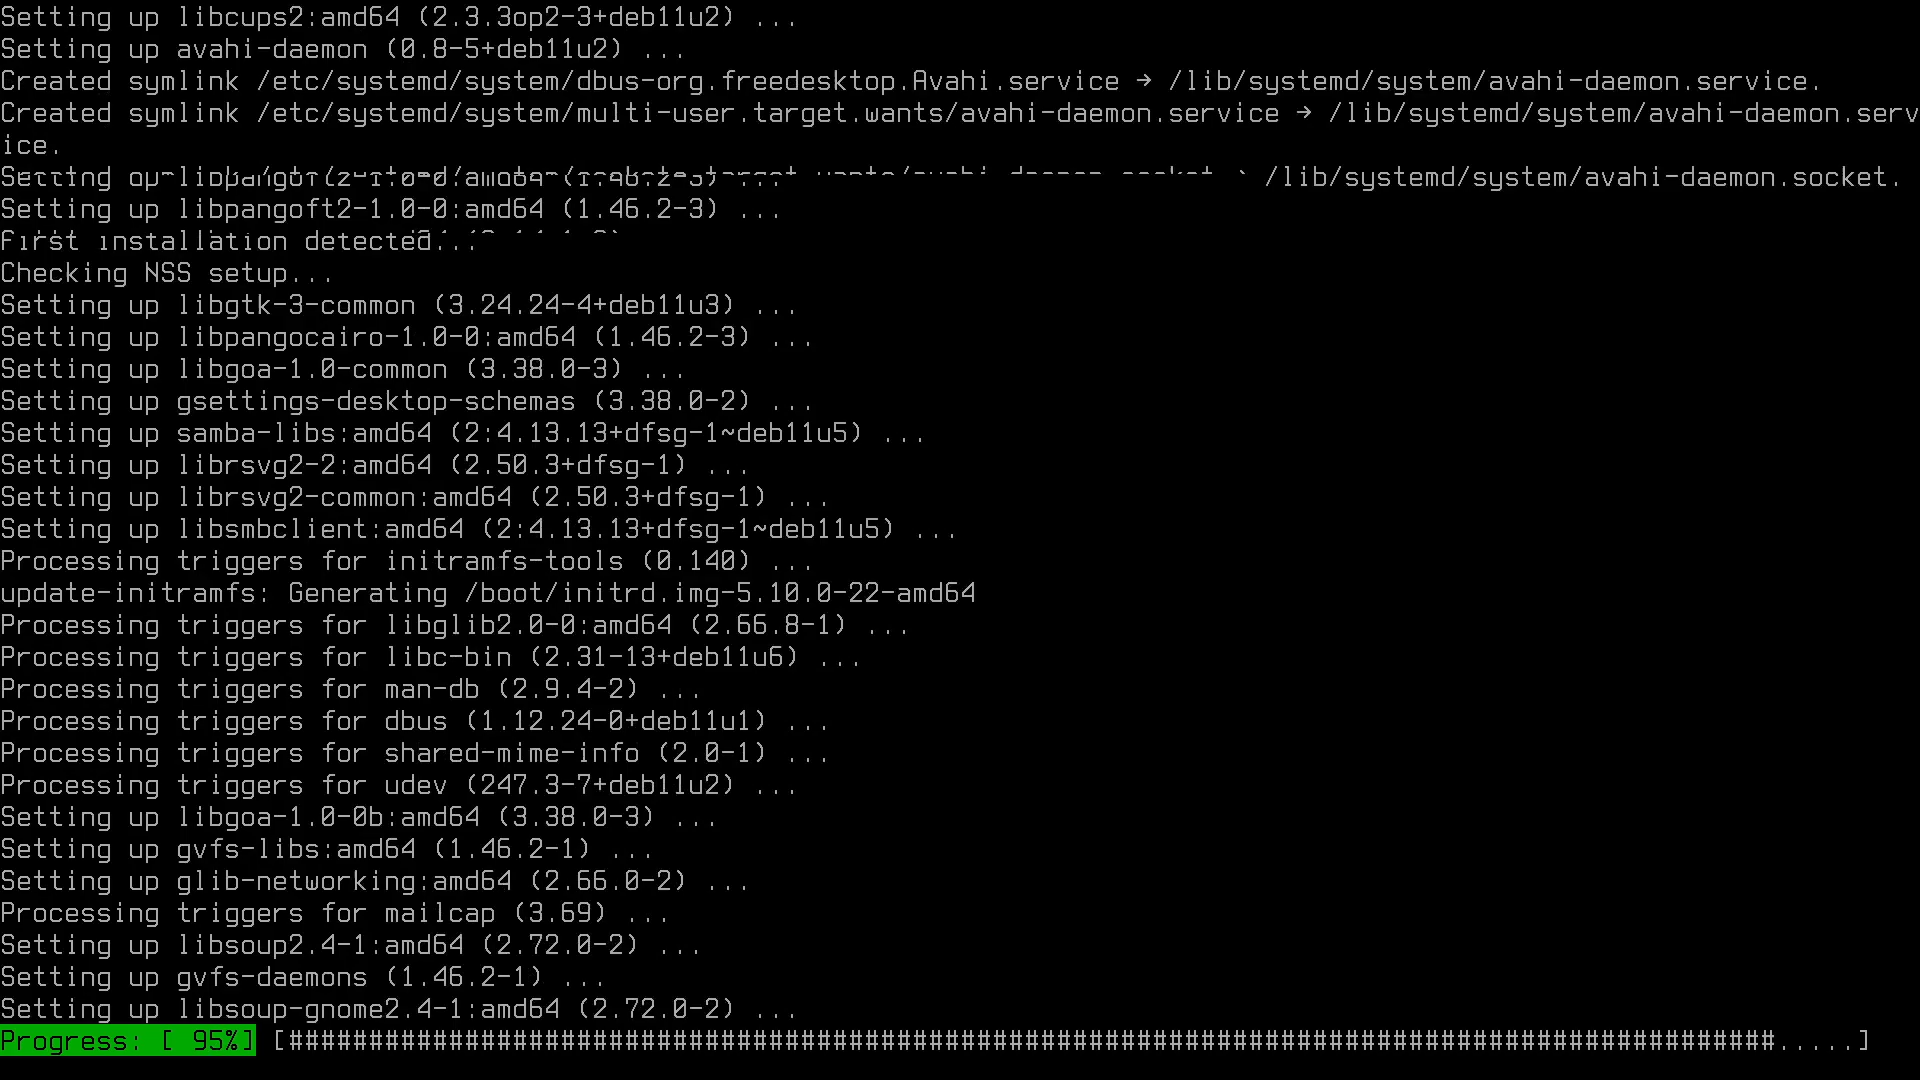 Setting up libcups2:amd64 (2.3.3op2-3+deb11u2) ...
Setting up avahi-daemon (0.8-5+deb11u2) ...
Created symlink /etc/systemd/system/dbus-org.freedesktop.Avahi.service → /lib/systemd/system/avahi-daemon.service.
Created symlink /etc/systemd/system/multi-user.target.wants/avahi-daemon.service → /lib/systemd/system/avahi-daemon.serv
ice.
Setting /lib/systemd/system/avahi-daemon.socket.
Setting up libpangoft2-1.0-0:amd64 (1.46.2-3) ...
First installation detected...
Checking NSS setup...
Setting up libgtk-3-common (3.24.24-4+deb11u3) ...
Setting up libpangocairo-1.0-0:amd64 (1.46.2-3) ...
Setting up libgoa-1.0-common (3.38.0-3) ...
Setting up gsettings-desktop-schemas (3.38.0-2) ...
Setting up samba-libs:amd64 (2:4.13.13+dfsg-1~deb11u5) ...
Setting up librsvg2-2:amd64 (2.50.3+dfsg-1) ...
Setting up librsvg2-common:amd64 (2.50.3+dfsg-1) ...
Setting up libsmbclient:amd64 (2:4.13.13+dfsg-1~deb11u5) ...
Processing triggers for initramfs-tools (0.140) ...
update-initramfs: Generating /boot/initrd.img-5.10.0-22-amd64
Processing triggers for libglib2.0-0:amd64 (2.66.8-1) ...
Processing triggers for libc-bin (2.31-13+deb11u6) ...
Processing triggers for man-db (2.9.4-2) ...
Processing triggers for dbus (1.12.24-0+deb11u1) ...
Processing triggers for shared-mime-info (2.0-1) ...
Processing triggers for udev (247.3-7+deb11u2) ...
Setting up libgoa-1.0-0b:amd64 (3.38.0-3) ...
Setting up gvfs-libs:amd64 (1.46.2-1) ...
Setting up glib-networking:amd64 (2.66.0-2) ...
Processing triggers for mailcap (3.69) ...
Setting up libsoup2.4-1:amd64 (2.72.0-2) ...
Setting up gvfs-daemons (1.46.2-1) ...
Setting up libsoup-gnome2.4-1:amd64 (2.72.0-2) ...
Progress: [ 95%] [#############################################################################################.....]